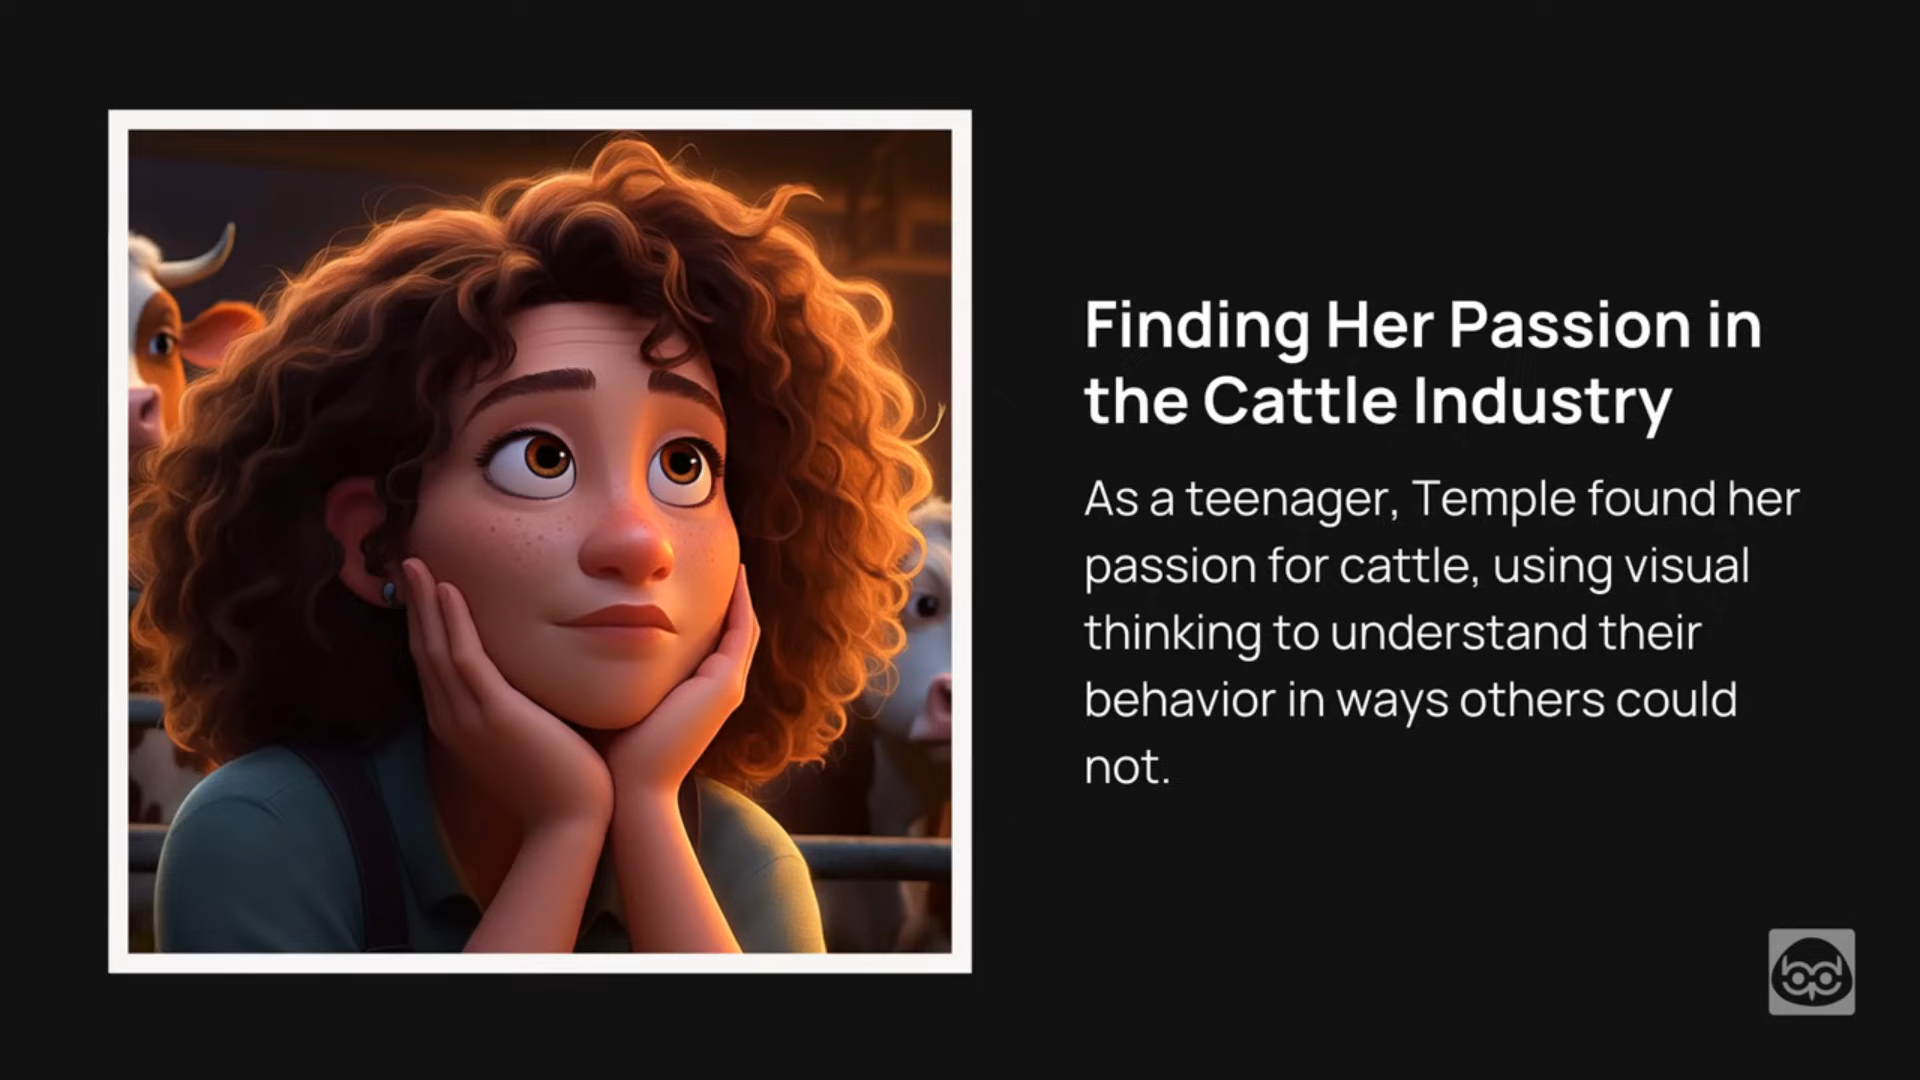 Finding Her Passion in
the Cattle Industry
As a teenager, Temple found her
passion for cattle, using visual
thinking to understand their
behavior in ways others could
not.